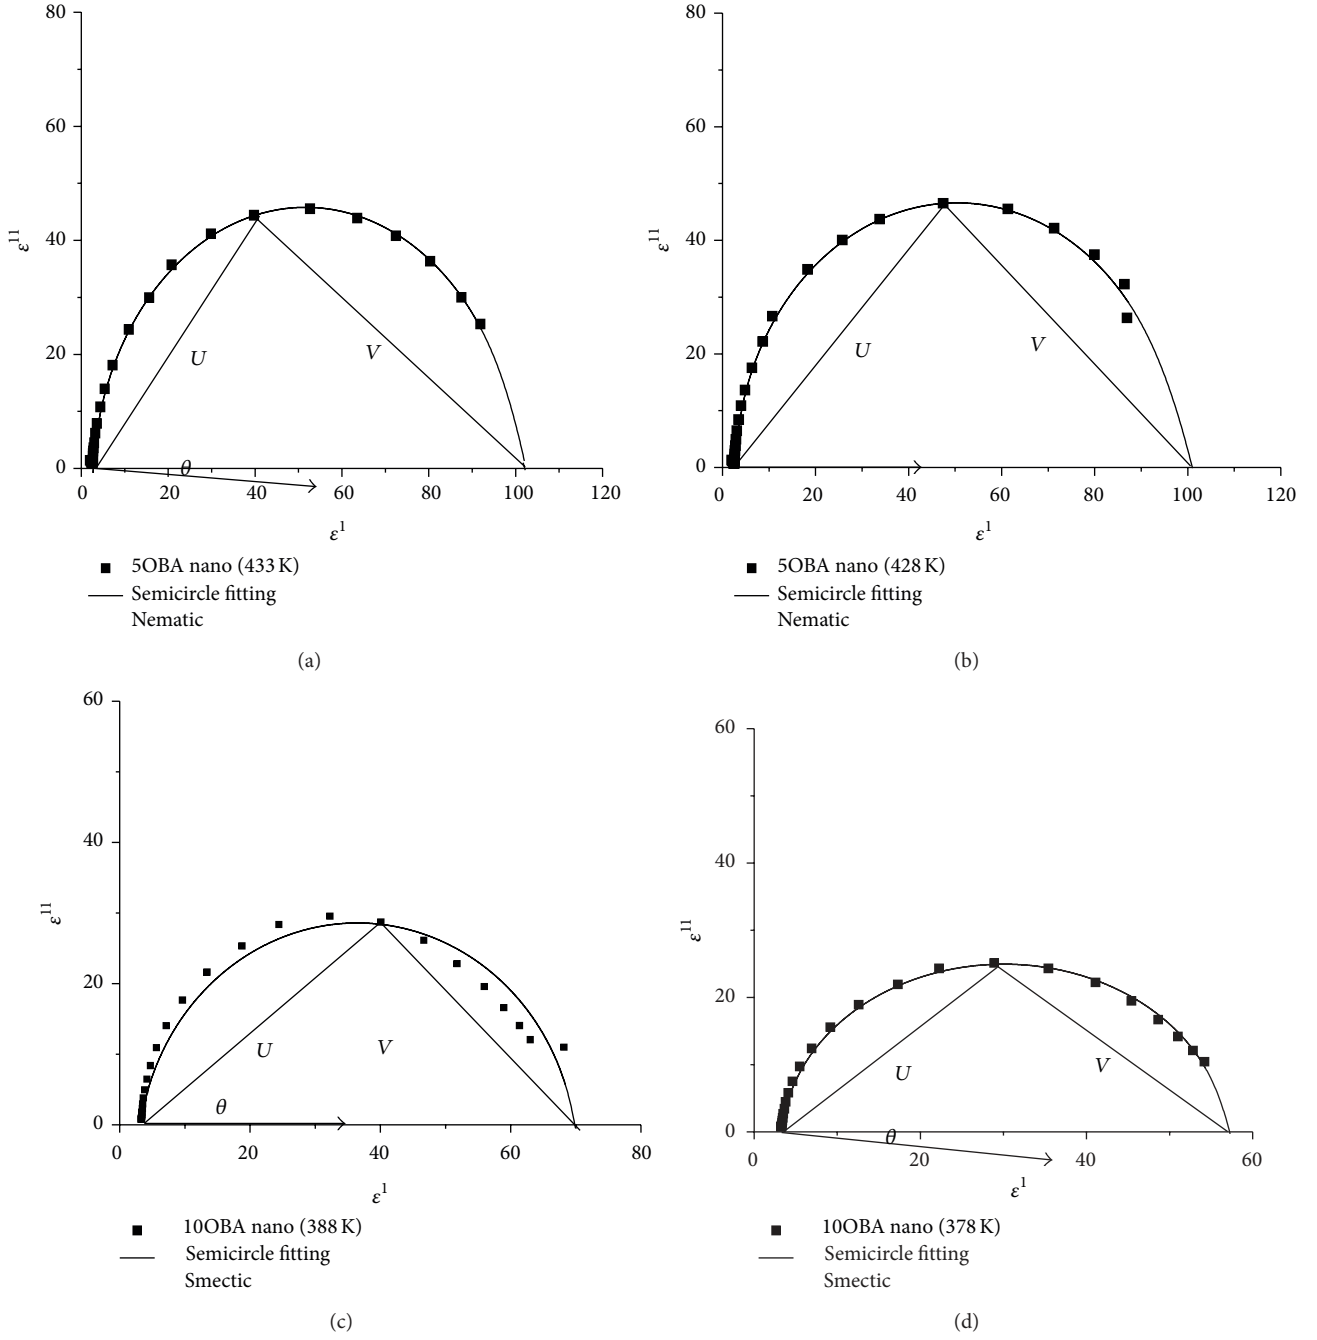 80
60
40
20
0
ε¹¹
U
V
θ
0 20 40 60 80 100 120
ε¹
5OBA nano (433 K)
Semicircle fitting
Nematic
(a)
80
60
40
20
0
ε¹¹
U
V
0 20 40 60 80 100 120
ε¹
5OBA nano (428 K)
Semicircle fitting
Nematic
(b)
60
40
20
0
ε¹¹
U
V
θ
0 20 40 60 80
ε¹
10OBA nano (388 K)
Semicircle fitting
Smectic
(c)
60
40
20
0
ε¹¹
U
V
θ
0 20 40 60
ε¹
10OBA nano (378 K)
Semicircle fitting
Smectic
(d)